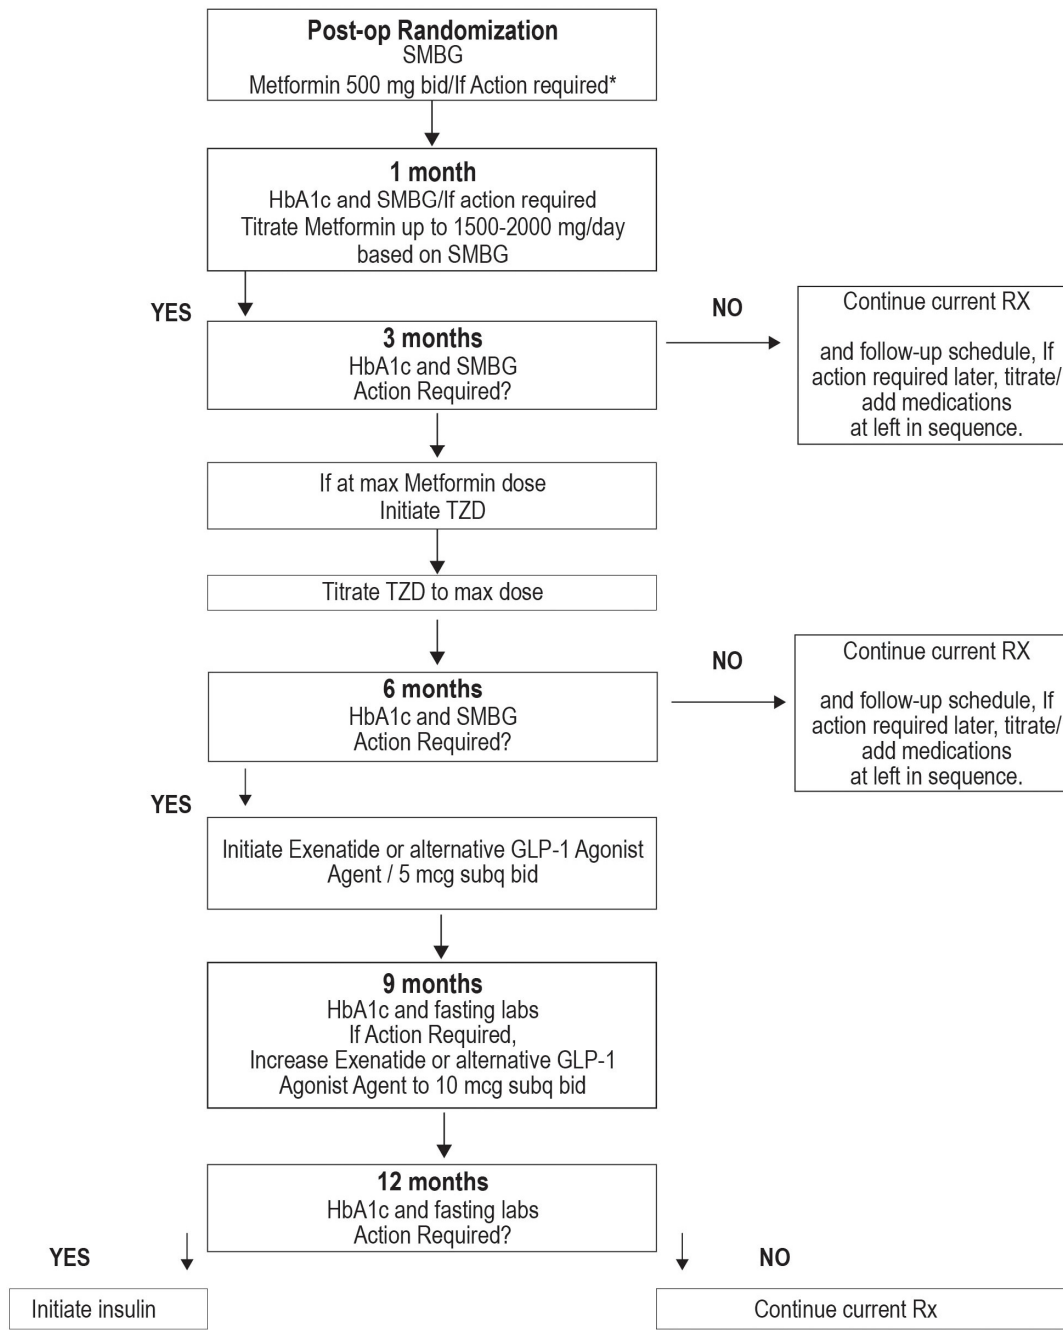 Post-op Randomization
SMBG
Metformin 500 mg bid/If Action required*
1 month
HbA1c and SMBG/If action required
Titrate Metformin up to 1500-2000 mg/day
based on SMBG
YES
NO
3 months
HbA1c and SMBG
Action Required?
Continue current RX
and follow-up schedule, If
action required later, titrate/
add medications
at left in sequence.
If at max Metformin dose
Initiate TZD
Titrate TZD to max dose
NO
6 months
HbA1c and SMBG
Action Required?
Continue current RX
and follow-up schedule, If
action required later, titrate/
add medications
at left in sequence.
YES
Initiate Exenatide or alternative GLP-1 Agonist
Agent / 5 mcg subq bid
9 months
HbA1c and fasting labs
If Action Required,
Increase Exenatide or alternative GLP-1
Agonist Agent to 10 mcg subq bid
12 months
HbA1c and fasting labs
Action Required?
YES
NO
Initiate insulin
Continue current Rx